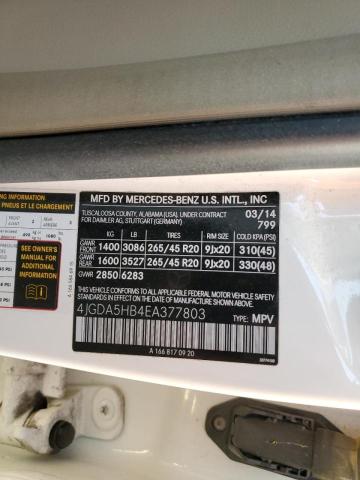 ING INFORMATION
PNEUS ET LE CHARGEMENT
SEE OWNER'S
MANUAL FOR
ADDITIONAL
INFORMATION
MFD BY MERCEDES-BENZ U.S. INTL., INC
TUSCALOOSA COUNTY, ALABAMA (USA), UNDER CONTRACT 03/14
FOR DAIMLER AG, STUTTGART (GERMANY) 799
KG LB TIRES RIMS COLD KPA (PSI)
GAWR FRONT 1400 3086 265/45 R20 9Jx20 310(45)
GAWR REAR 1600 3527 265/45 R20 9Jx20 330(48)
GVWR 2850 6283
THIS VEHICLE CONFORMS TO ALL APPLICABLE FEDERAL MOTOR VEHICLE SAFETY
STANDARDS IN EFFECT ON THE DATE OF MANUFACTURE SHOWN ABOVE.
4JGDA5HB4EA377803 TYPE: MPV
A 166 817 09 20